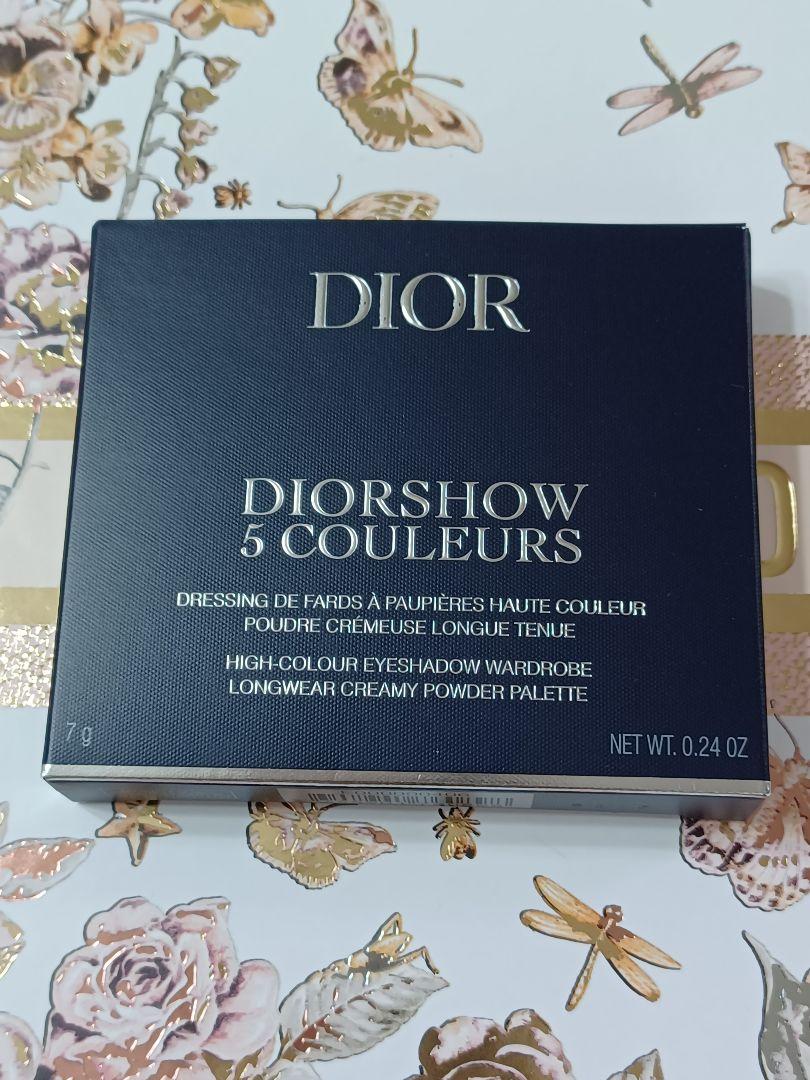 DIOR
DIORSHOW
5 COULEURS
DRESSING DE FARDS À PAUPIÈRES HAUTE COULEUR
POUDRE CRÉMEUSE LONGUE TENUE
HIGH-COLOUR EYESHADOW WARDROBE
LONGWEAR CREAMY POWDER PALETTE
7 g
NET WT. 0.24 OZ